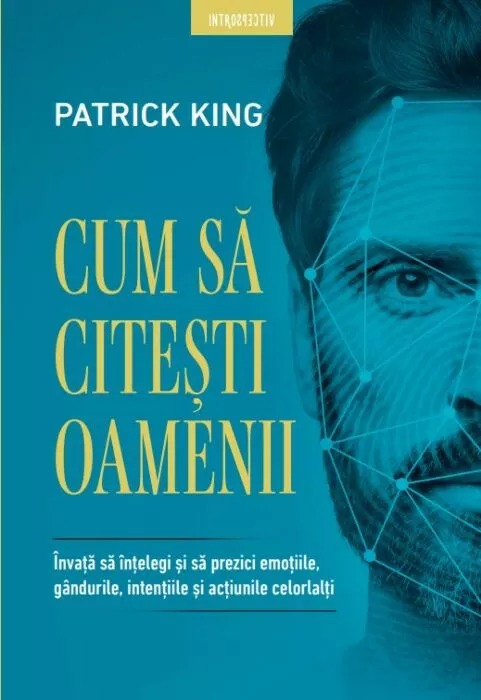 INTROSPECTIV
PATRICK KING
CUM SĂ
CITEȘTI
OAMENII
Învață să înțelegi și să prezici emoțiile,
gândurile, intențiile și acțiunile celorlalți